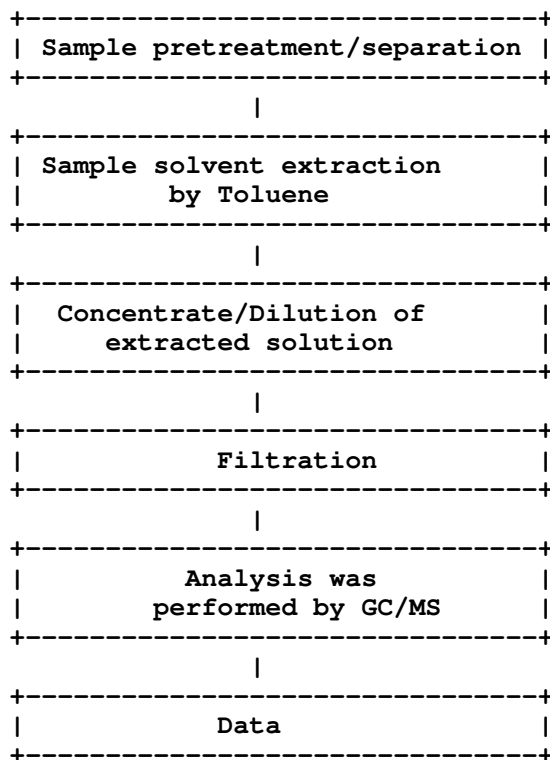 Sample pretreatment/separation
Sample solvent extraction
by Toluene
Concentrate/Dilution of
extracted solution
Filtration
Analysis was
performed by GC/MS
Data